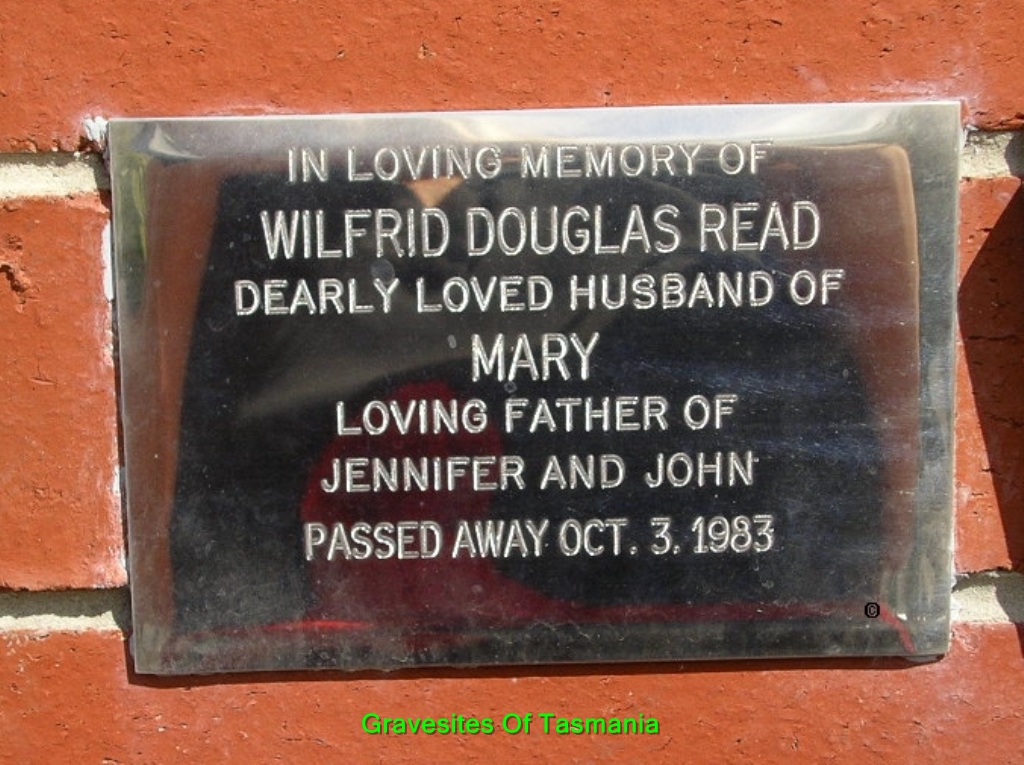 IN LOVING MEMORY OF
WILFRID DOUGLAS READ
DEARLY LOVED HUSBAND OF
MARY
LOVING FATHER OF
JENNIFER AND JOHN
PASSED AWAY OCT. 3. 1983
©
Gravesites Of Tasmania